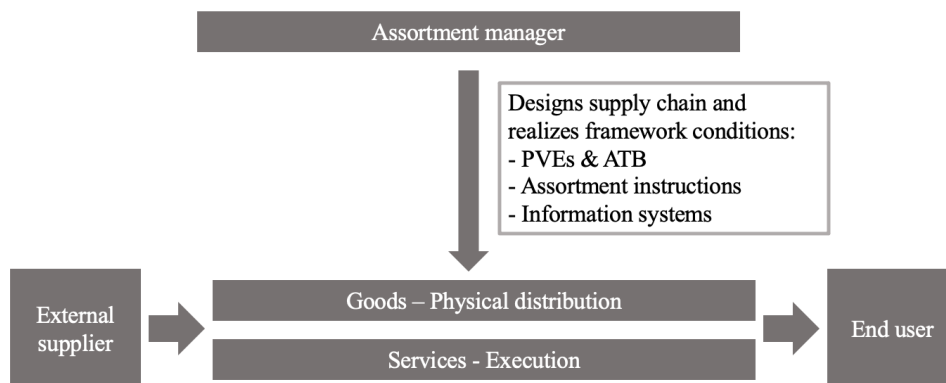 Assortment manager
Designs supply chain and
realizes framework conditions:
- PVEs & ATB
- Assortment instructions
- Information systems
External
supplier
Goods – Physical distribution
Services - Execution
End user